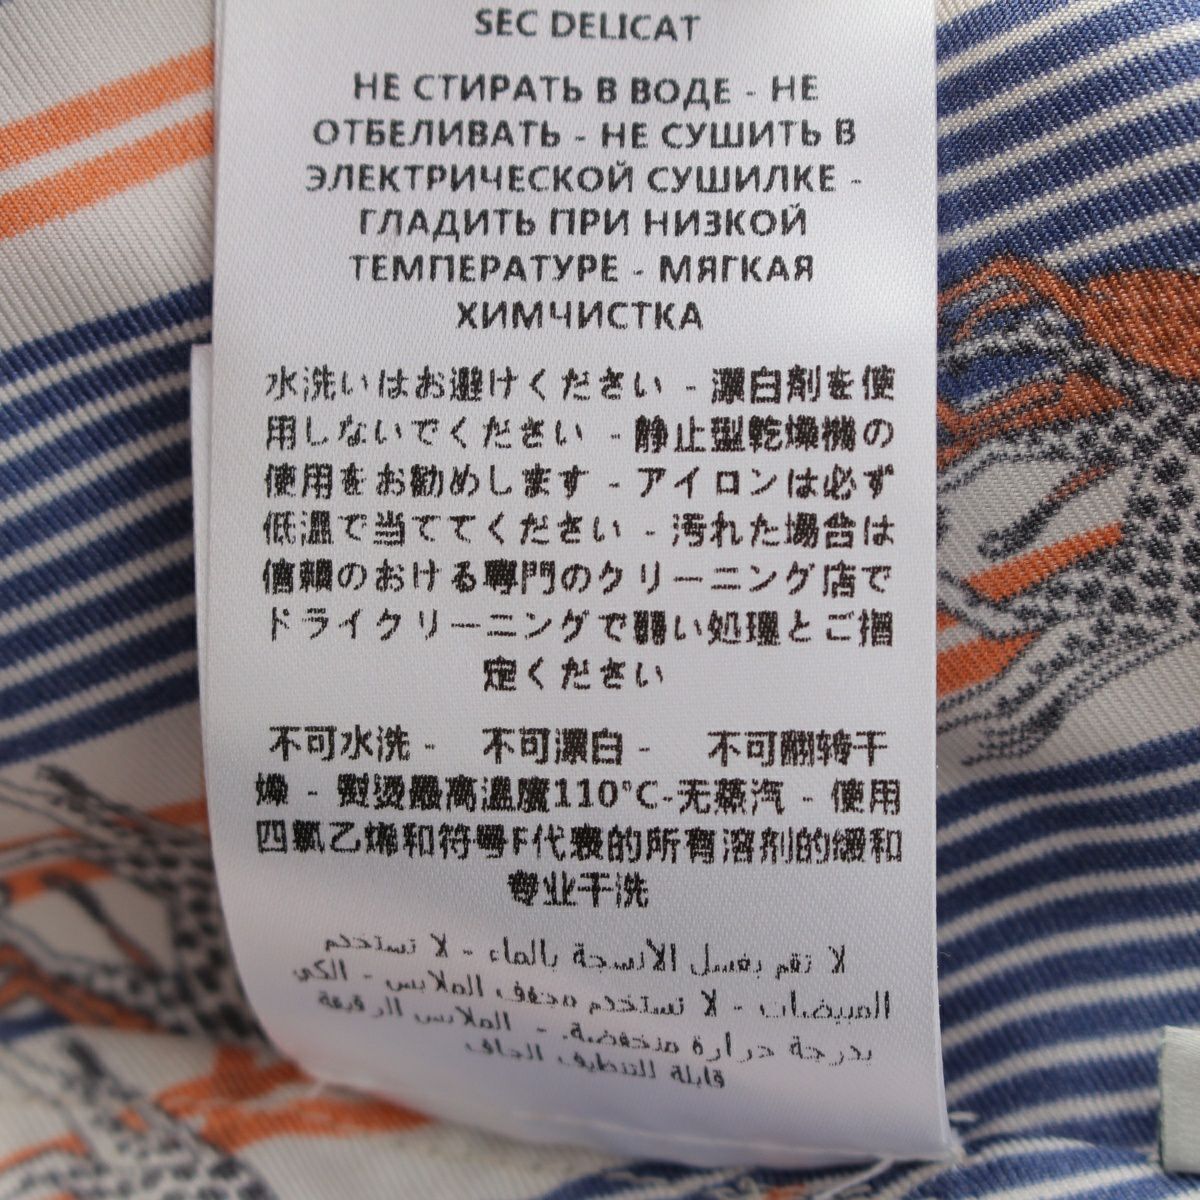 SEC DELICAT
НЕ СТИРАТЬ В ВОДЕ - НЕ
ОТБЕЛИВАТЬ - НЕ СУШИТЬ В
ЭЛЕКТРИЧЕСКОЙ СУШИЛКЕ -
ГЛАДИТЬ ПРИ НИЗКОЙ
ТЕМПЕРАТУРЕ - МЯГКАЯ
ХИМЧИСТКА
水洗いはお避けください - 漂白剤を使
用しないでください - 静止型乾燥機の
使用をお勧めします - アイロンは必ず
低温で当ててください - 汚れた場合は
信頼のおける専門のクリーニング店で
ドライクリーニングで弱い処理とご指
定ください
不可水洗 - 不可漂白 - 不可翻转干
燥 - 熨烫最高温度110°C-无蒸汽 - 使用
四氯乙烯和符号F代表的所有溶剂的缓和
专业干洗
لا تقم بغسل الأنسجة بالماء - لا تستخدم
المبيضات - لا تستخدم مجفف الملابس - الكي
بدرجة حرارة منخفضة. - الملابس الرقيقة
قابلة للتنظيف الجاف